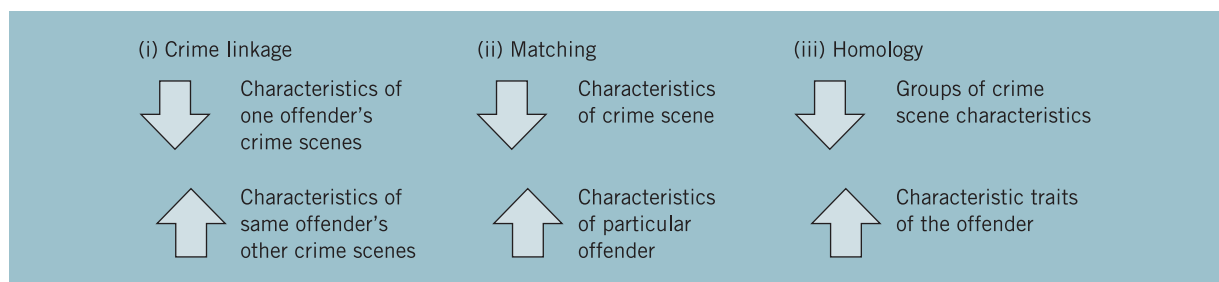 (i) Crime linkage
Characteristics of
one offender's
crime scenes
Characteristics of
same offender's
other crime scenes
(ii) Matching
Characteristics
of crime scene
Characteristics
of particular
offender
(iii) Homology
Groups of crime
scene characteristics
Characteristic traits
of the offender